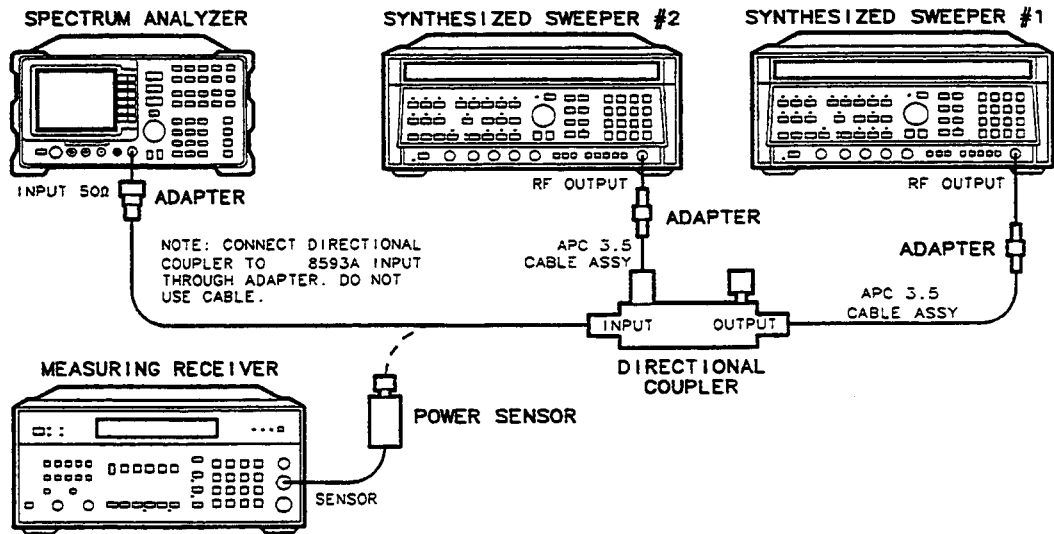 SPECTRUM ANALYZER
SYNTHESIZED SWEEPER #2
SYNTHESIZED SWEEPER #1
INPUT 50Ω
ADAPTER
RF OUTPUT
ADAPTER
RF OUTPUT
ADAPTER
NOTE: CONNECT DIRECTIONAL
COUPLER TO 8593A INPUT
THROUGH ADAPTER. DO NOT
USE CABLE.
APC 3.5
CABLE ASSY
APC 3.5
CABLE ASSY
INPUT
OUTPUT
DIRECTIONAL
COUPLER
MEASURING RECEIVER
POWER SENSOR
SENSOR